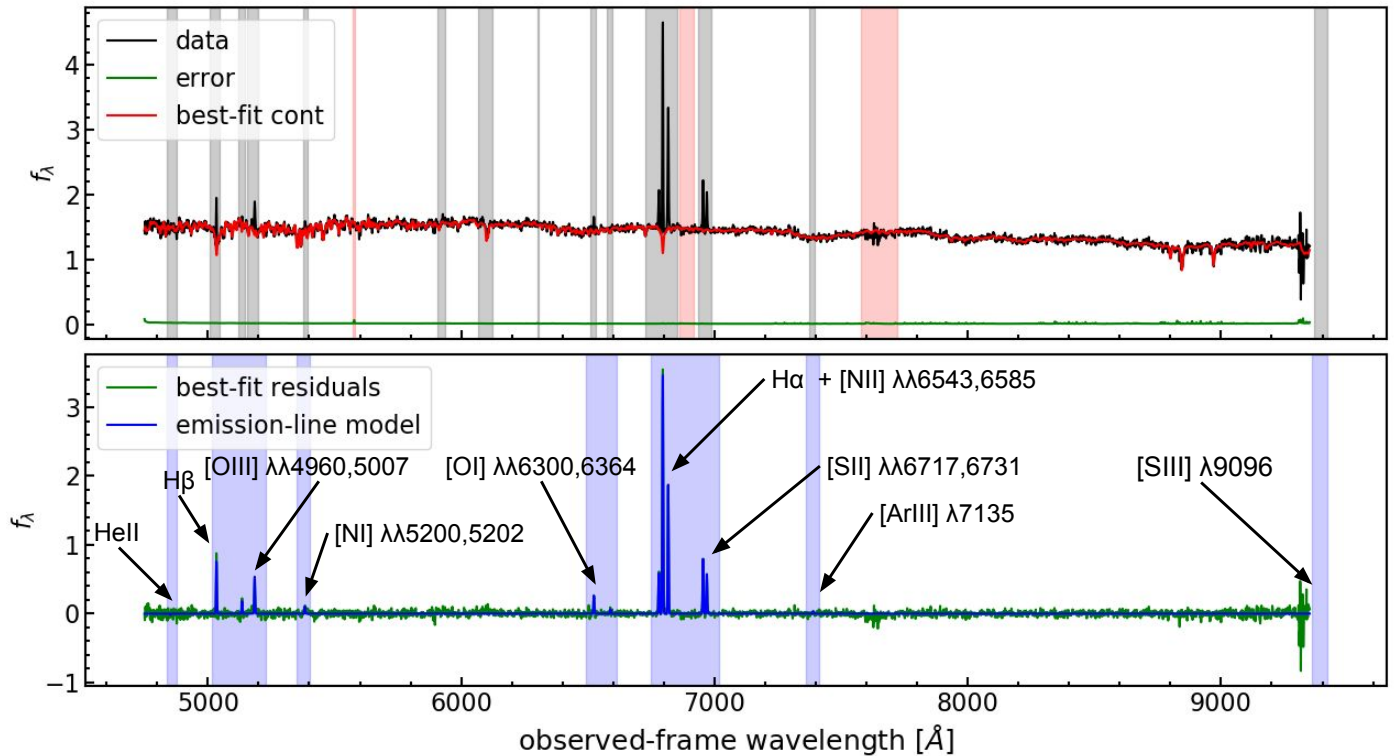 data
error
best-fit cont
4
3
2
1
0
fλ
best-fit residuals
emission-line model
Hα + [NII] λλ6543,6585
[OIII] λλ4960,5007
[OI] λλ6300,6364
[SII] λλ6717,6731
[SIII] λ9096
Hβ
[ArIII] λ7135
HeII
[NI] λλ5200,5202
3
2
1
0
−1
fλ
5000 6000 7000 8000 9000
observed-frame wavelength [Å]